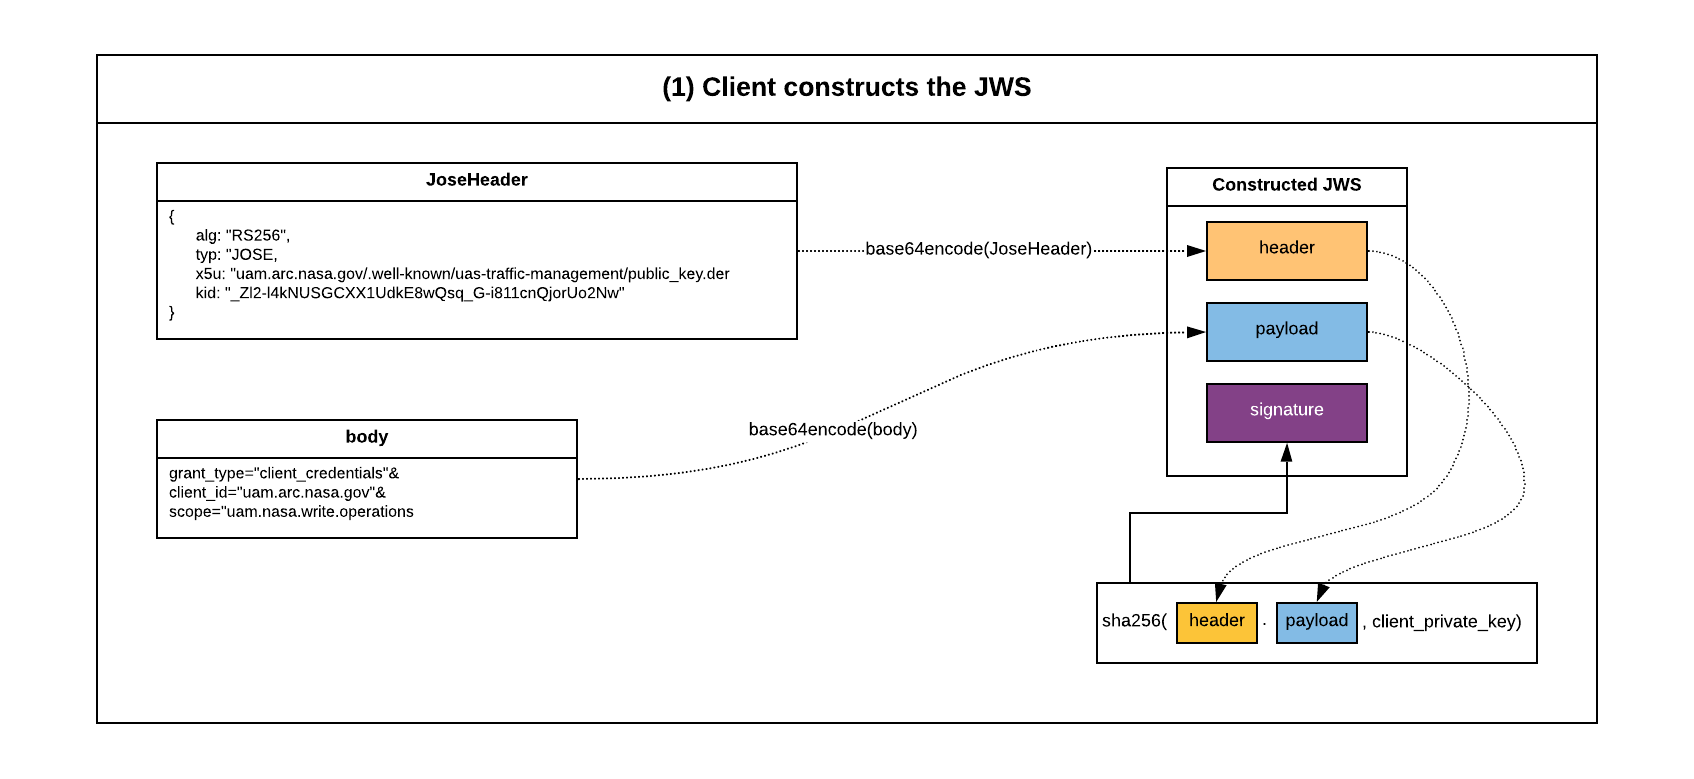 (1) Client constructs the JWS
JoseHeader
{
alg: "RS256",
typ: "JOSE,
x5u: "uam.arc.nasa.gov/.well-known/uas-traffic-management/public_key.der
kid: "_Zl2-l4kNUSGCXX1UdkE8wQsq_G-i811cnQjorUo2Nw"
}
base64encode(JoseHeader)
Constructed JWS
header
payload
signature
body
grant_type="client_credentials"&
client_id="uam.arc.nasa.gov"&
scope="uam.nasa.write.operations
base64encode(body)
sha256( header . payload , client_private_key)